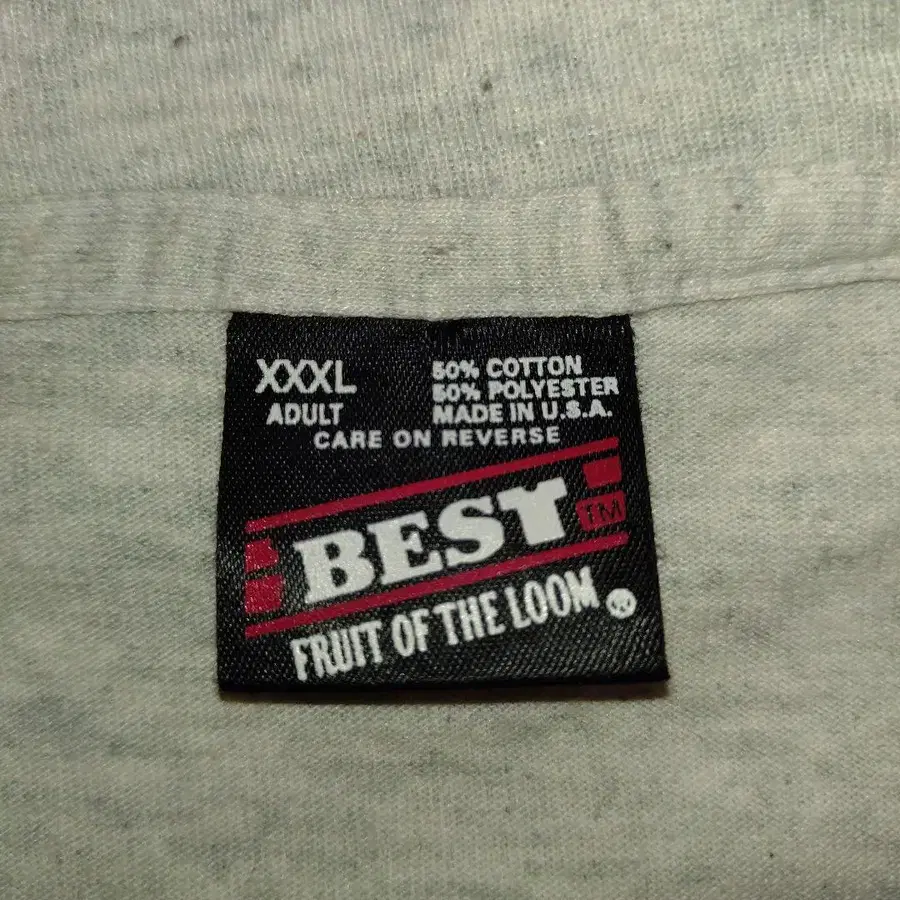 XXXL
ADULT
50% COTTON
50% POLYESTER
MADE IN U.S.A.
CARE ON REVERSE
BEST TM
FRUIT OF THE LOOM ®